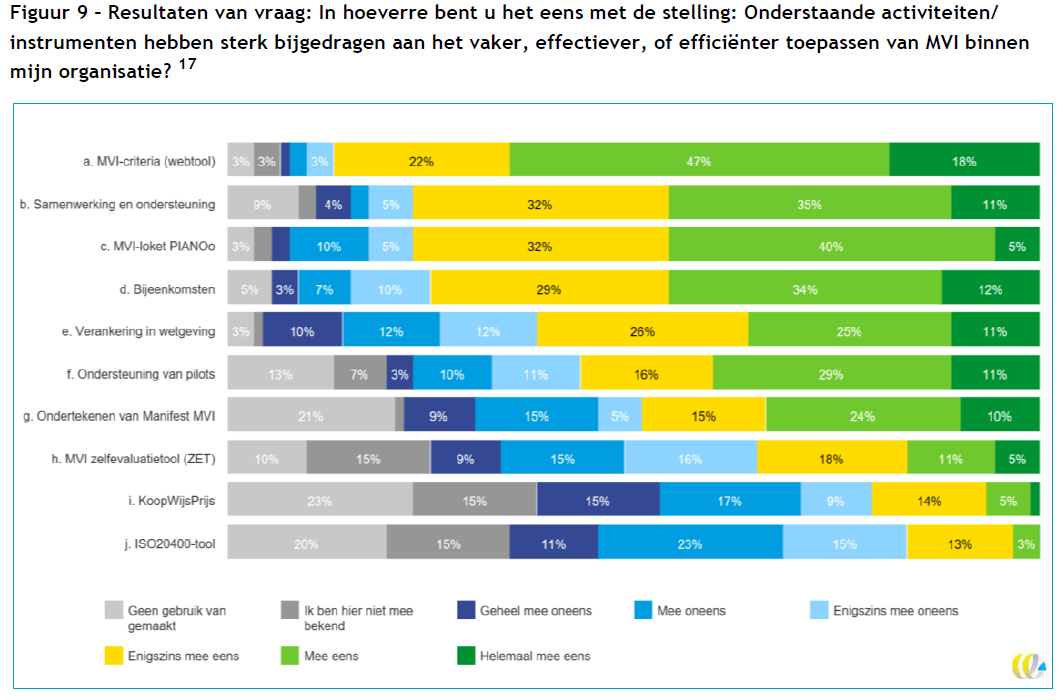 Figuur 9 – Resultaten van vraag: In hoeverre bent u het eens met de stelling: Onderstaande activiteiten/
instrumenten hebben sterk bijgedragen aan het vaker, effectiever, of efficiënter toepassen van MVI binnen
mijn organisatie? 17
a. MVI-criteria (webtool) 3% 3% 3% 22% 47% 18%
b. Samenwerking en ondersteuning 9% 4% 5% 32% 35% 11%
c. MVI-loket PIANOo 3% 10% 5% 32% 40% 5%
d. Bijeenkomsten 5% 3% 7% 10% 29% 34% 12%
e. Verankering in wetgeving 3% 10% 12% 12% 26% 25% 11%
f. Ondersteuning van pilots 13% 7% 3% 10% 11% 16% 29% 11%
g. Ondertekenen van Manifest MVI 21% 9% 15% 5% 15% 24% 10%
h. MVI zelfevaluatietool (ZET) 10% 15% 9% 15% 16% 18% 11% 5%
i. KoopWijsPrijs 23% 15% 15% 17% 9% 14% 5%
j. ISO20400-tool 20% 15% 11% 23% 15% 13% 3%
Geen gebruik van Ik ben hier niet mee Geheel mee oneens Mee oneens Enigszins mee oneens
gemaakt bekend
Enigszins mee eens Mee eens Helemaal mee eens